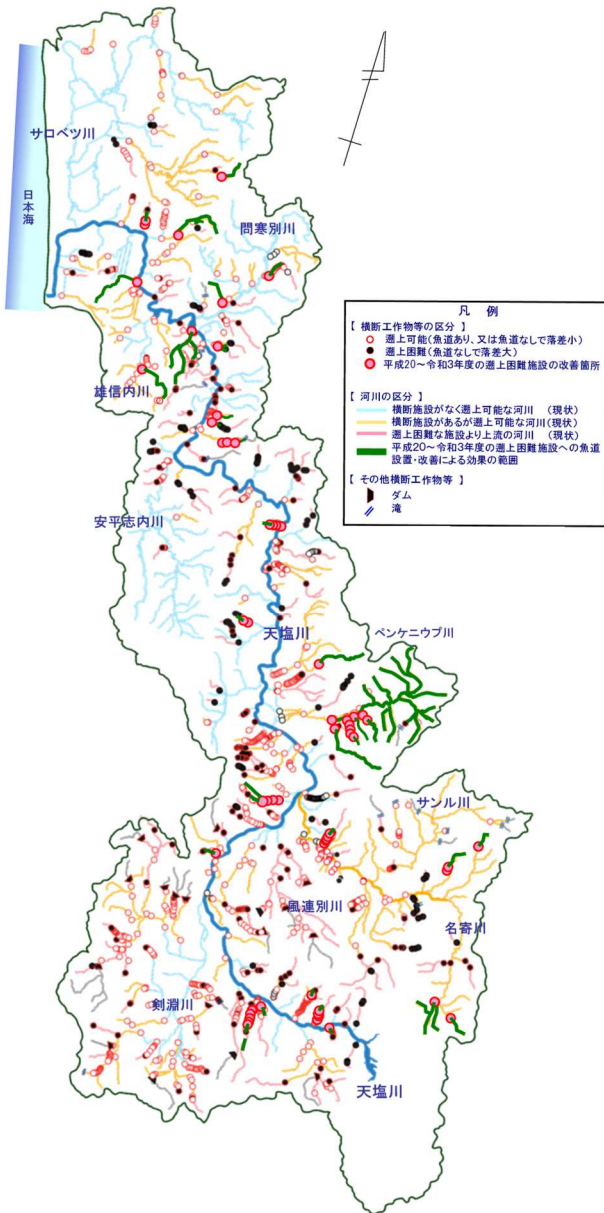 サロベツ川
日本海
問寒別川
凡 例
【 横断工作物等の区分 】
遡上可能(魚道あり、又は魚道なしで落差小)
遡上困難(魚道なしで落差大)
平成20～令和3年度の遡上困難施設の改善箇所
【 河川の区分 】
横断施設がなく遡上可能な河川 (現状)
横断施設があるが遡上可能な河川(現状)
遡上困難な施設より上流の河川 (現状)
平成20～令和3年度の遡上困難施設への魚道
設置・改善による効果の範囲
【 その他横断工作物等 】
ダム
滝
雄信内川
安平志内川
天塩川
ペンケニウプ川
サンル川
風連別川
名寄川
剣淵川
天塩川